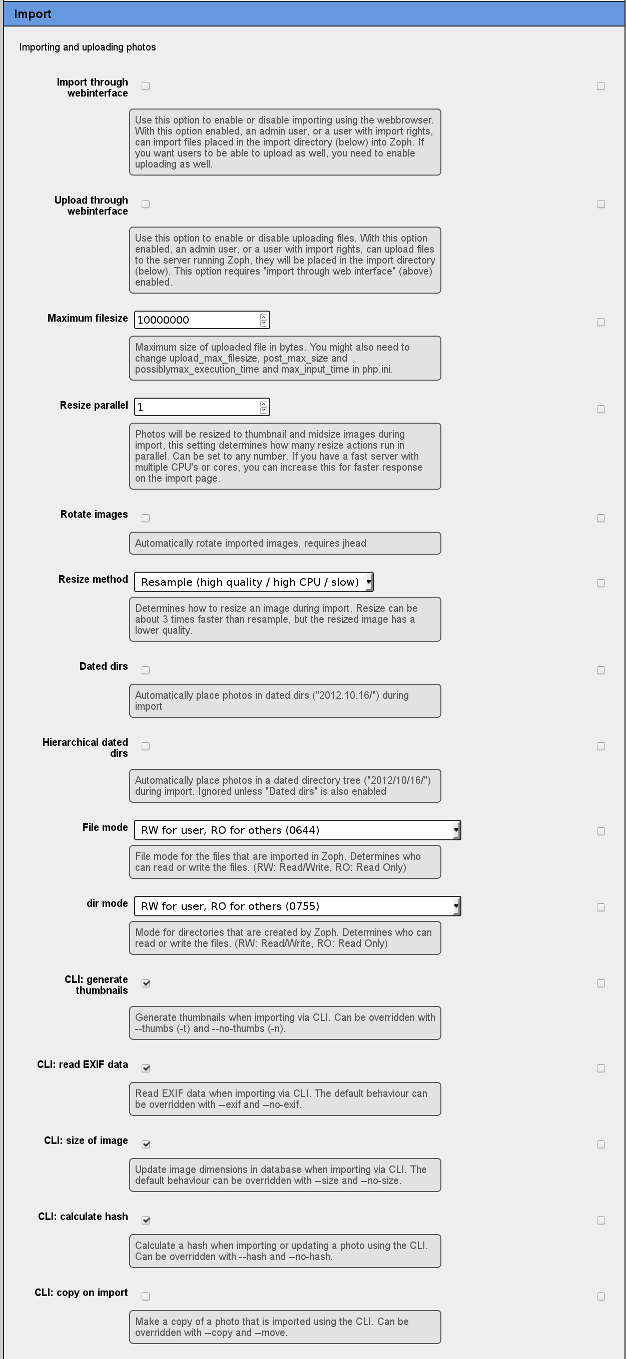 Import
Importing and uploading photos
Import through
webinterface
Use this option to enable or disable importing using the webbrowser.
With this option enabled, an admin user, or a user with import rights,
can import files placed in the import directory (below) into Zoph. If
you want users to be able to upload as well, you need to enable
uploading as well.
Upload through
webinterface
Use this option to enable or disable uploading files. With this option
enabled, an admin user, or a user with import rights, can upload files
to the server running Zoph, they will be placed in the import directory
(below). This option requires "import through web interface" (above)
enabled.
Maximum filesize
10000000
Maximum size of uploaded file in bytes. You might also need to
change upload_max_filesize, post_max_size and
possiblymax_execution_time and max_input_time in php.ini.
Resize parallel
1
Photos will be resized to thumbnail and midsize images during
import, this setting determines how many resize actions run in
parallel. Can be set to any number. If you have a fast server with
multiple CPU's or cores, you can increase this for faster response
on the import page.
Rotate images
Automatically rotate imported images, requires jhead
Resize method
Resample (high quality / high CPU / slow)
Determines how to resize an image during import. Resize can be
about 3 times faster than resample, but the resized image has a
lower quality.
Dated dirs
Automatically place photos in dated dirs ("2012.10.16/") during
import
Hierarchical dated
dirs
Automatically place photos in a dated directory tree ("2012/10/16/")
during import. Ignored unless "Dated dirs" is also enabled
File mode
RW for user, RO for others (0644)
File mode for the files that are imported in Zoph. Determines who
can read or write the files. (RW: Read/Write, RO: Read Only)
dir mode
RW for user, RO for others (0755)
Mode for directories that are created by Zoph. Determines who can
read or write the files. (RW: Read/Write, RO: Read Only)
CLI: generate
thumbnails
Generate thumbnails when importing via CLI. Can be overridden with
--thumbs (-t) and --no-thumbs (-n).
CLI: read EXIF data
Read EXIF data when importing via CLI. The default behaviour can
be overridden with --exif and --no-exif.
CLI: size of image
Update image dimensions in database when importing via CLI. The
default behaviour can be overridden with --size and --no-size.
CLI: calculate hash
Calculate a hash when importing or updating a photo using the CLI.
Can be overridden with --hash and --no-hash.
CLI: copy on import
Make a copy of a photo that is imported using the CLI. Can be
overridden with --copy and --move.